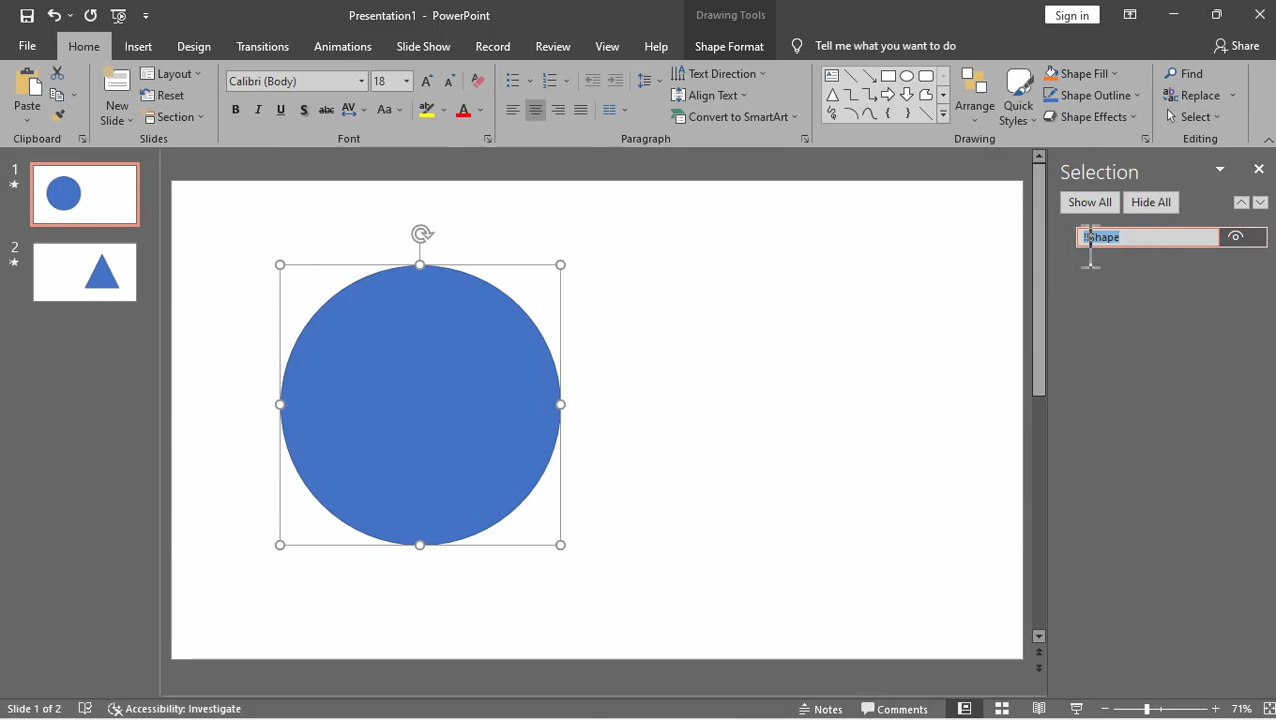 Presentation1 - PowerPoint
Drawing Tools
Sign in
File
Home
Insert
Design
Transitions
Animations
Slide Show
Record
Review
View
Help
Shape Format
Tell me what you want to do
Share
Paste
Clipboard
New
Slide
Layout
Reset
Section
Slides
Calibri (Body)
18
B I U S abc AV Aa A
Font
Text Direction
Align Text
Convert to SmartArt
Paragraph
Arrange
Quick
Styles
Shape Fill
Shape Outline
Shape Effects
Drawing
Find
Replace
Select
Editing
1
2
Selection
Show All
Hide All
!!Shape
Slide 1 of 2
Accessibility: Investigate
Notes
Comments
71%